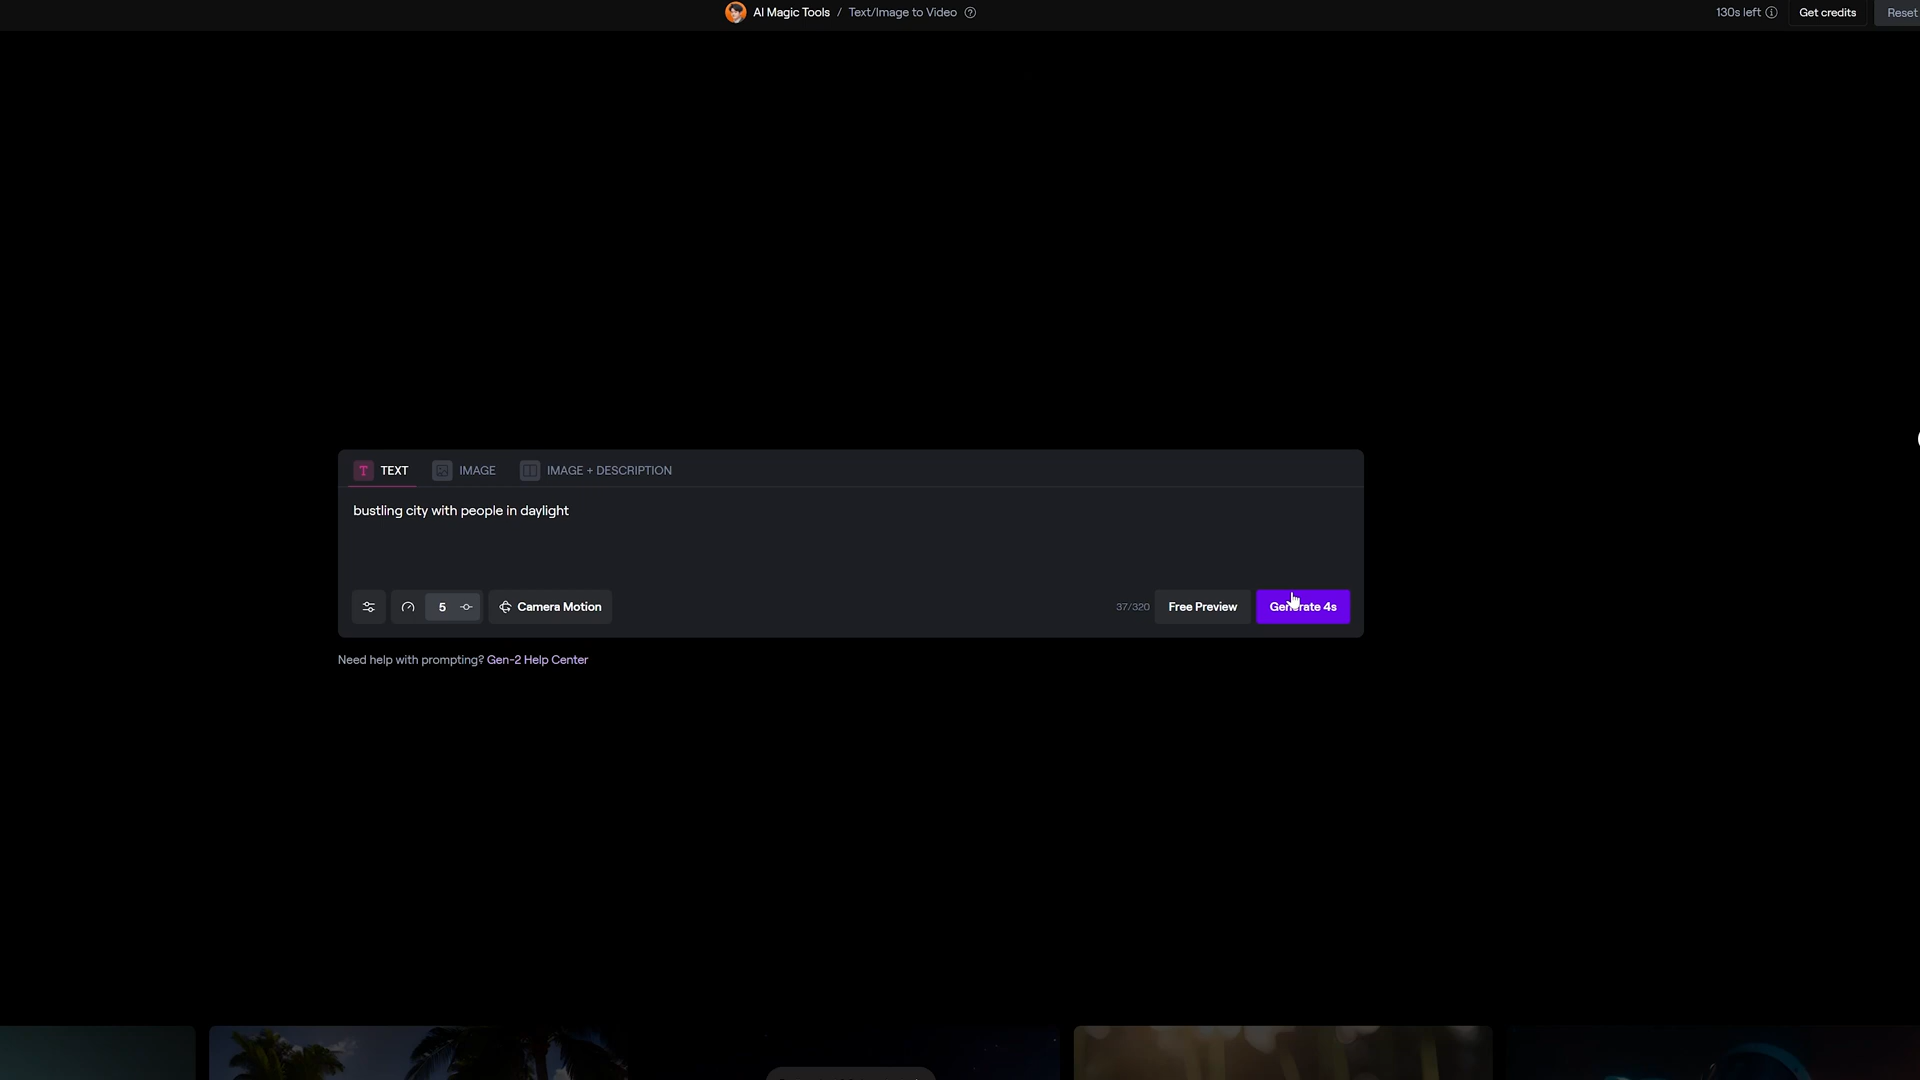 AI Magic Tools / Text/Image to Video
130s left
Get credits
Reset
T TEXT
IMAGE
IMAGE + DESCRIPTION
bustling city with people in daylight
5
Camera Motion
37/320
Free Preview
Generate 4s
Need help with prompting? Gen-2 Help Center